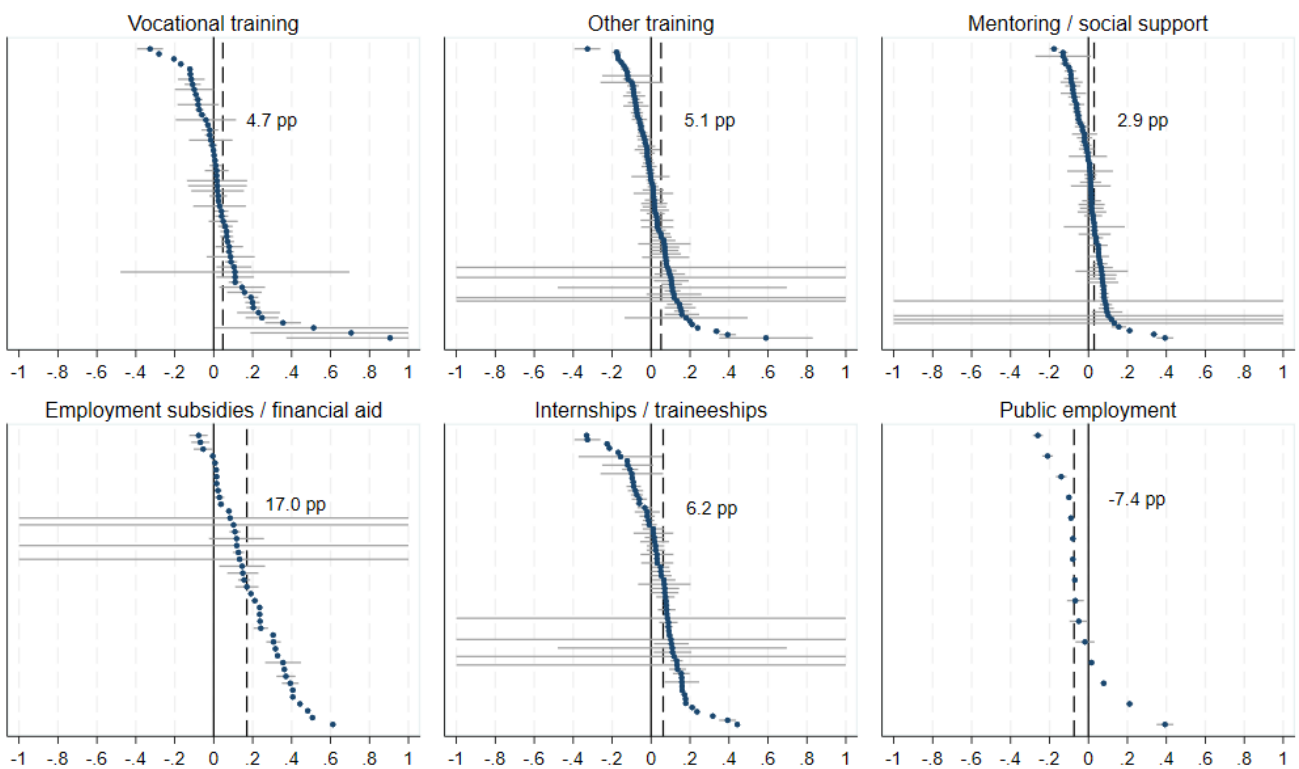 Vocational training Other training Mentoring / social support
4.7 pp 5.1 pp 2.9 pp
-1 -.8 -.6 -.4 -.2 0 .2 .4 .6 .8 1 -1 -.8 -.6 -.4 -.2 0 .2 .4 .6 .8 1 -1 -.8 -.6 -.4 -.2 0 .2 .4 .6 .8 1
Employment subsidies / financial aid Internships / traineeships Public employment
17.0 pp 6.2 pp -7.4 pp
-1 -.8 -.6 -.4 -.2 0 .2 .4 .6 .8 1 -1 -.8 -.6 -.4 -.2 0 .2 .4 .6 .8 1 -1 -.8 -.6 -.4 -.2 0 .2 .4 .6 .8 1